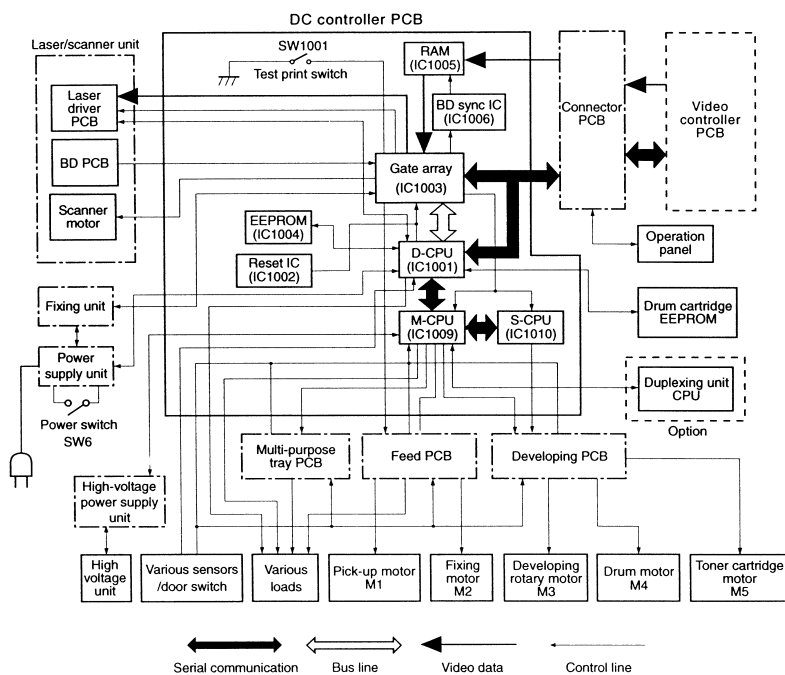 DC controller PCB
Laser/scanner unit
SW1001
Test print switch
RAM
(IC1005)
BD sync IC
(IC1006)
Laser
driver
PCB
BD PCB
Scanner
motor
Gate array
(IC1003)
Connector
PCB
Video
controller
PCB
EEPROM
(IC1004)
Reset IC
(IC1002)
D-CPU
(IC1001)
Operation
panel
Fixing unit
M-CPU
(IC1009)
S-CPU
(IC1010)
Drum cartridge
EEPROM
Power
supply unit
Power switch
SW6
Duplexing unit
CPU
Option
Multi-purpose
tray PCB
Feed PCB
Developing PCB
High-voltage
power supply
unit
High
voltage
unit
Various sensors
/door switch
Various
loads
Pick-up motor
M1
Fixing
motor
M2
Developing
rotary motor
M3
Drum motor
M4
Toner cartridge
motor
M5
Serial communication
Bus line
Video data
Control line